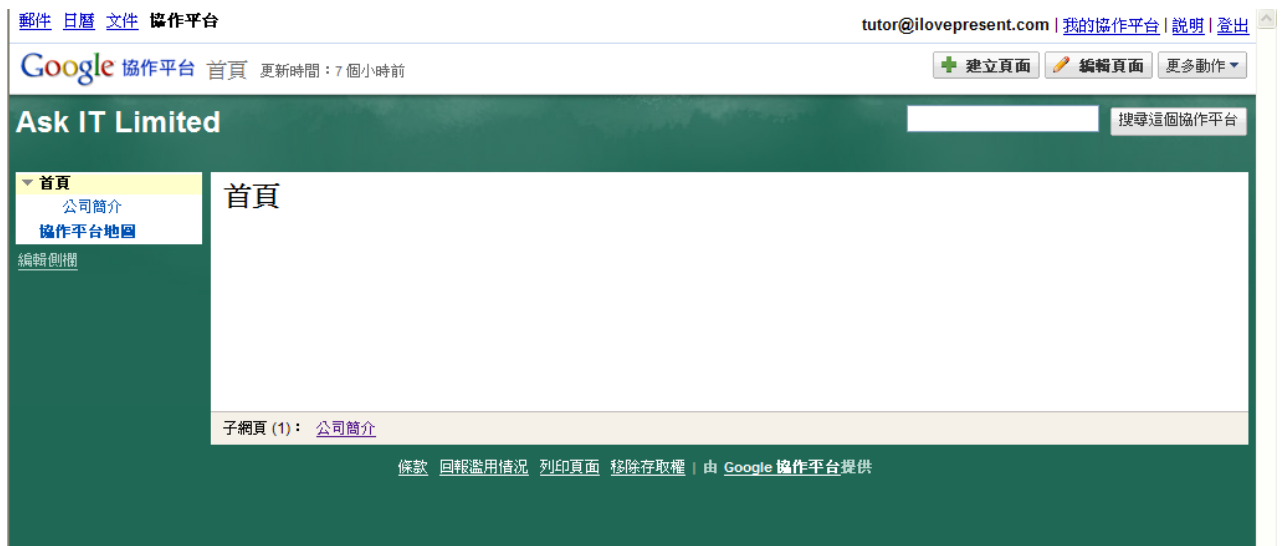 郵件 日曆 文件 協作平台 tutor@ilovepresent.com | 我的協作平台 | 説明 | 登出
Google 協作平台 首頁 更新時間：7 個小時前 建立頁面 編輯頁面 更多動作
Ask IT Limited 搜尋這個協作平台
首頁
公司簡介
協作平台地圖
編輯側欄
首頁
子網頁 (1)： 公司簡介
條款 回報濫用情況 列印頁面 移除存取權 | 由 Google 協作平台提供